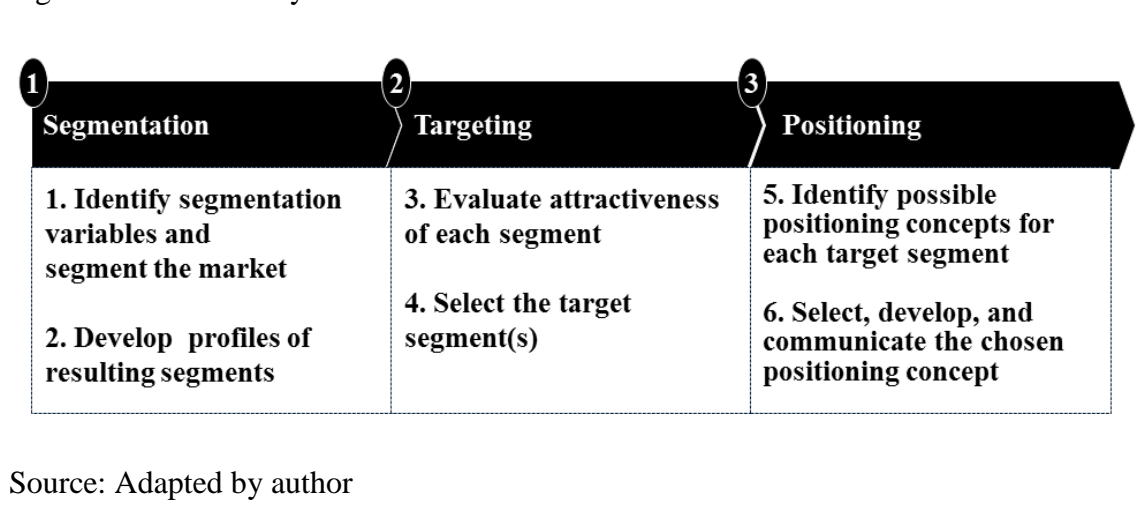 1
Segmentation
2
Targeting
3
Positioning
1. Identify segmentation
variables and
segment the market
2. Develop profiles of
resulting segments
3. Evaluate attractiveness
of each segment
4. Select the target
segment(s)
5. Identify possible
positioning concepts for
each target segment
6. Select, develop, and
communicate the chosen
positioning concept
Source: Adapted by author